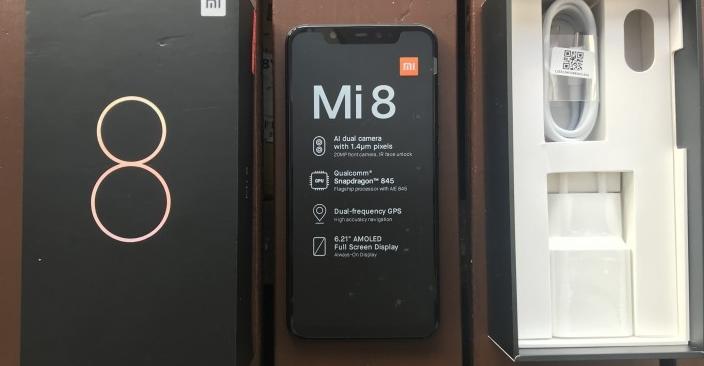 MI
8
MI
Mi 8
AI dual camera
with 1.4μm pixels
20MP front camera, IR face unlock
CPU
Qualcomm®
Snapdragon™ 845
Flagship processor with AIE 845
Dual-frequency GPS
High accuracy navigation
6.21" AMOLED
Full Screen Display
Always-On Display